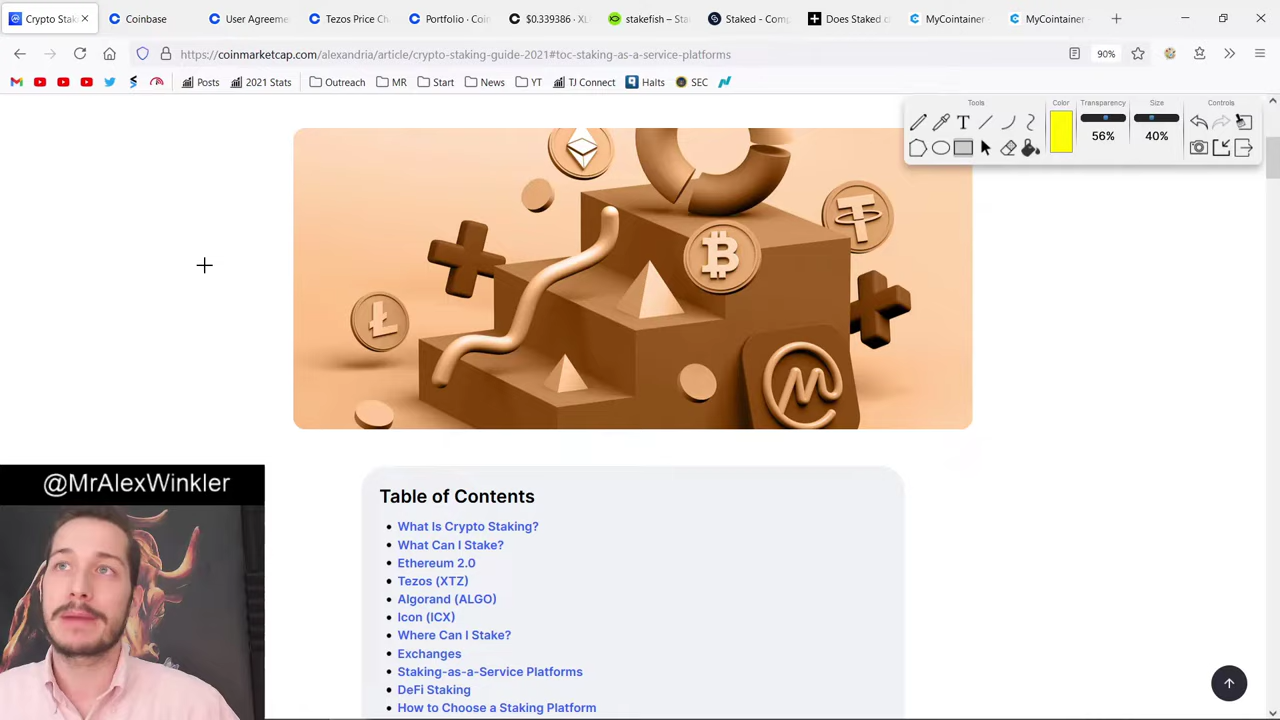 Crypto Stak
Coinbase
User Agreeme
Tezos Price Ch
Portfolio - Coin
$0.339386 · XL
stakefish – Sta
Staked - Comp
Does Staked c
MyCointainer
MyCointainer
https://coinmarketcap.com/alexandria/article/crypto-staking-guide-2021#toc-staking-as-a-service-platforms
90%
Posts
2021 Stats
Outreach
MR
Start
News
YT
TJ Connect
Halts
SEC
Tools
Color
Transparency
Size
Controls
T
56%
40%
@MrAlexWinkler
Table of Contents
What Is Crypto Staking?
What Can I Stake?
Ethereum 2.0
Tezos (XTZ)
Algorand (ALGO)
Icon (ICX)
Where Can I Stake?
Exchanges
Staking-as-a-Service Platforms
DeFi Staking
How to Choose a Staking Platform